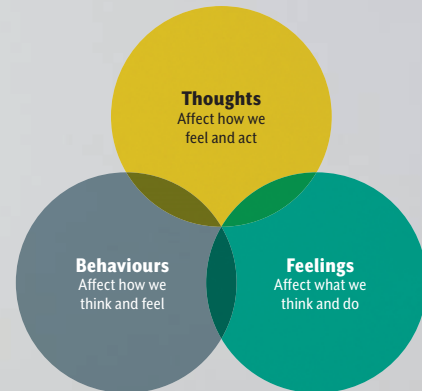 Thoughts
Affect how we
feel and act
Behaviours
Affect how we
think and feel
Feelings
Affect what we
think and do